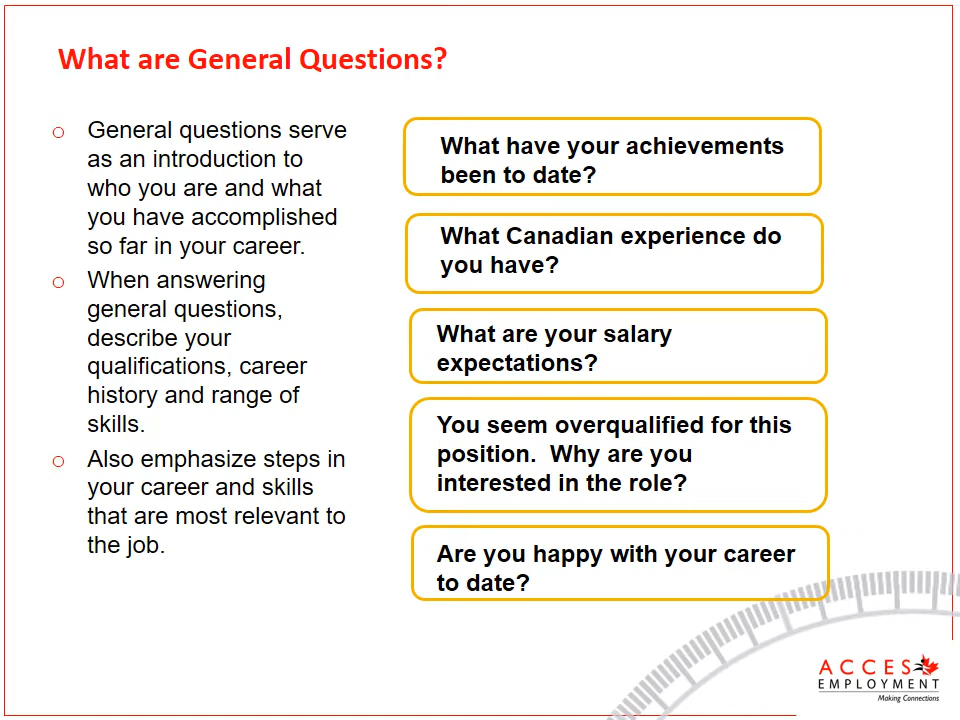 What are General Questions?
General questions serve
as an introduction to
who you are and what
you have accomplished
so far in your career.
When answering
general questions,
describe your
qualifications, career
history and range of
skills.
Also emphasize steps in
your career and skills
that are most relevant to
the job.
What have your achievements
been to date?
What Canadian experience do
you have?
What are your salary
expectations?
You seem overqualified for this
position.  Why are you
interested in the role?
Are you happy with your career
to date?
ACCES
EMPLOYMENT
Making Connections